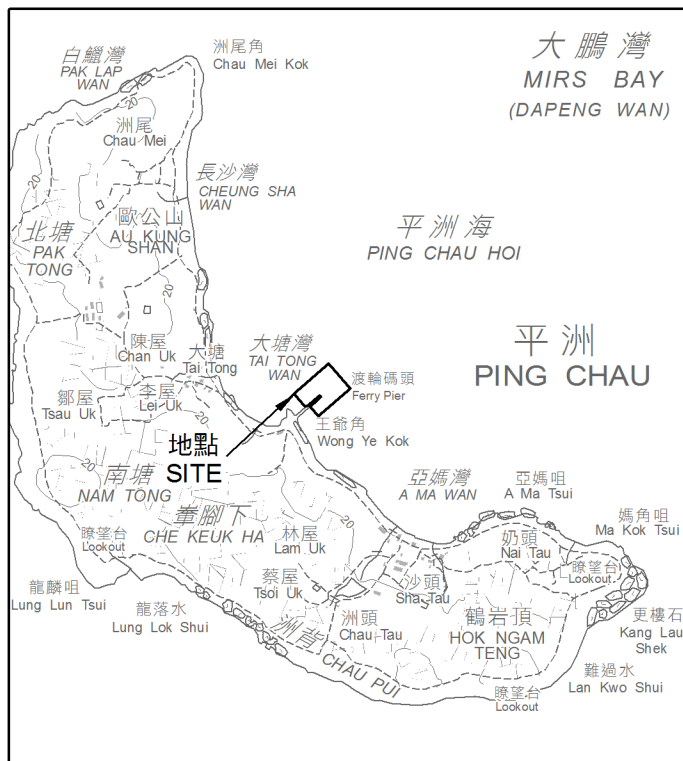 大鵬灣
MIRS BAY
(DAPENG WAN)
白鱲灣
PAK LAP
WAN
洲尾角
Chau Mei Kok
20
洲尾
Chau Mei
長沙灣
CHEUNG SHA
WAN
20
北塘
PAK
TONG
歐公山
AU KUNG
SHAN
平洲海
PING CHAU HOI
20
陳屋
Chan Uk
大塘
Tai Tong
大塘灣
TAI TONG
WAN
平洲
PING CHAU
渡輪碼頭
Ferry Pier
鄒屋
Tsau Uk
李屋
Lei Uk
王爺角
Wong Ye Kok
地點
SITE
20
南塘
NAM TONG
亞媽灣
A MA WAN
亞媽咀
A Ma Tsui
媽角咀
Ma Kok Tsui
瞭望台
Lookout
輋腳下
CHE KEUK HA
林屋
Lam Uk
20
奶頭
Nai Tau
瞭望台
Lookout
龍麟咀
Lung Lun Tsui
龍落水
Lung Lok Shui
蔡屋
Tsoi Uk
沙頭
Sha Tau
洲頭
Chau Tau
鶴岩頂
HOK NGAM
TENG
更樓石
Kang Lau
Shek
洲背
CHAU PUI
難過水
Lan Kwo Shui
瞭望台
Lookout